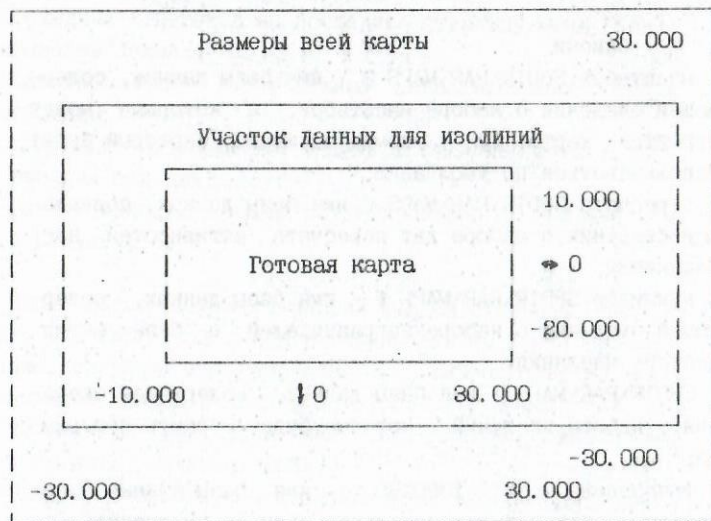 Размеры всей карты 30.000
Участок данных для изолиний
10.000
Готовая карта 0
-20.000
-10.000 0 30.000
-30.000
-30.000 30.000